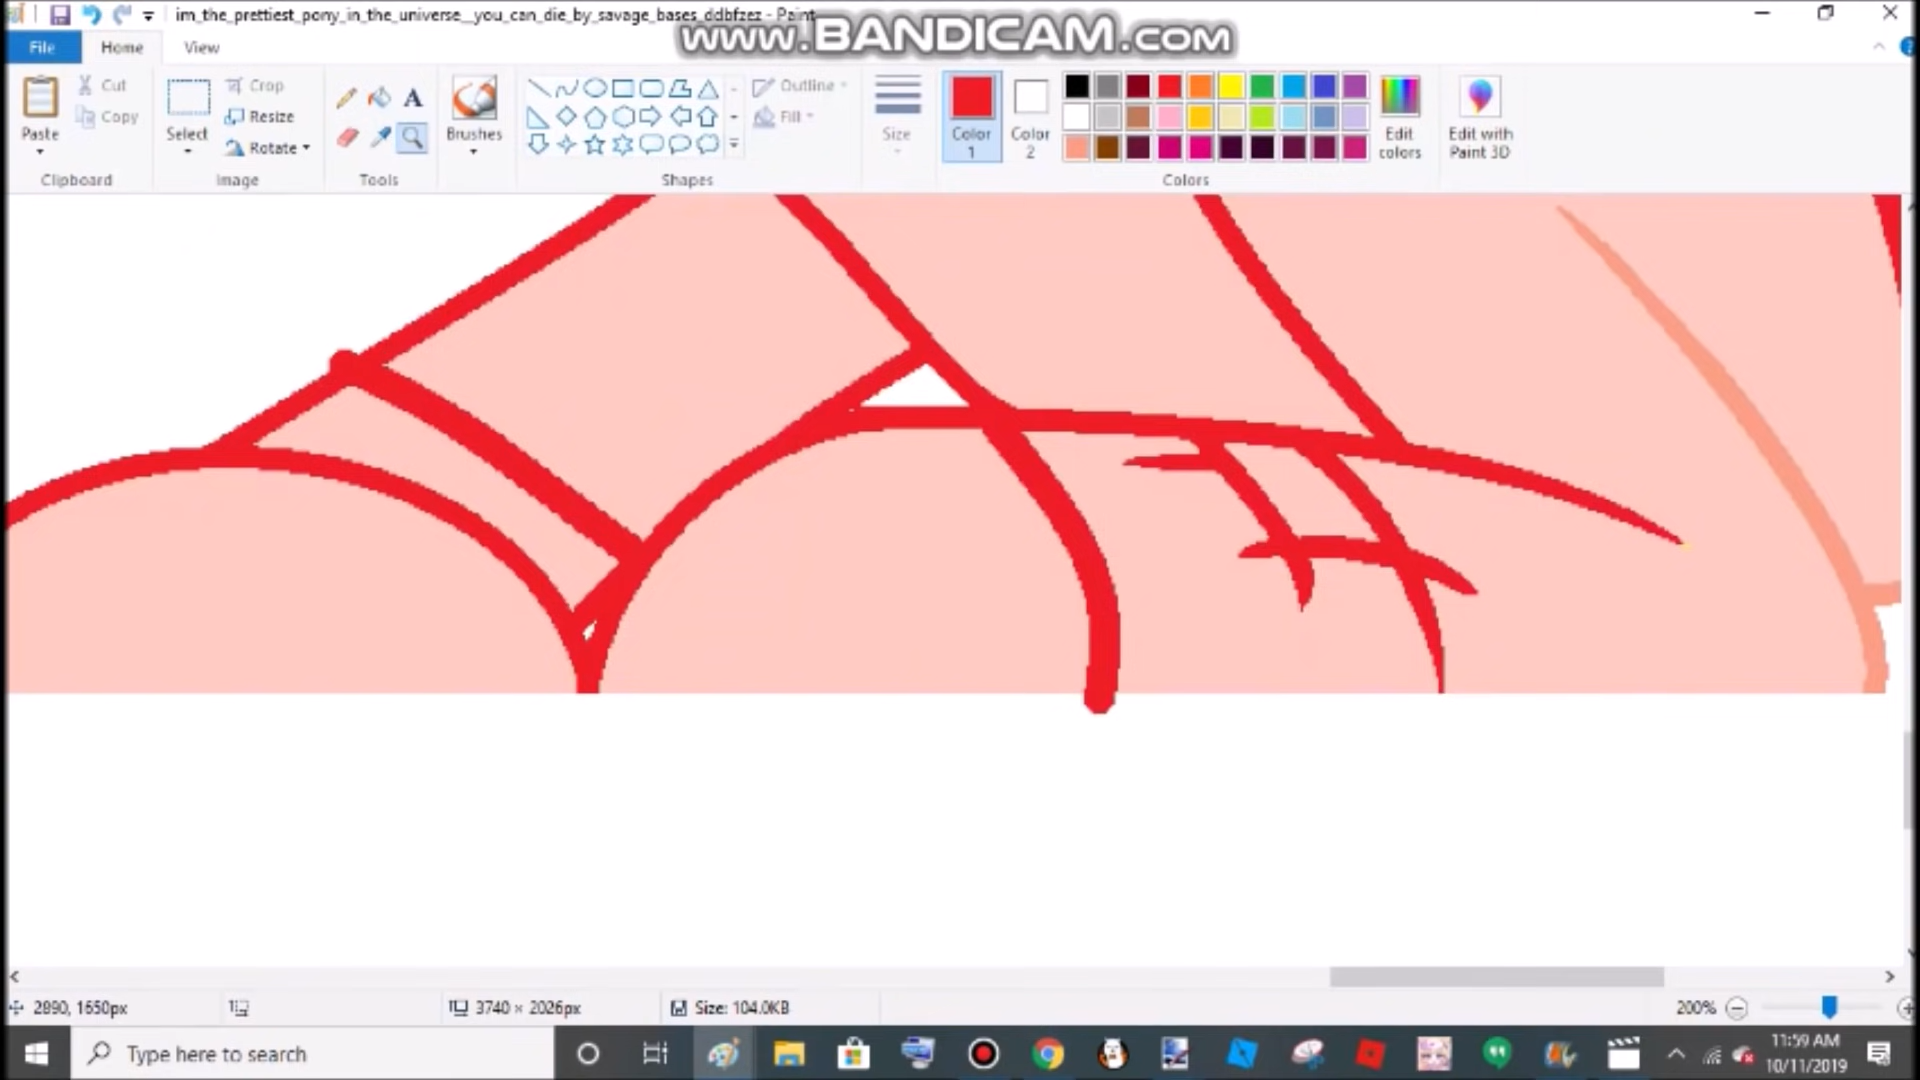 im_the_prettiest_pony_in_the_universe__you_can_die_by_savage_bases_ddbfzez - Paint
www.BANDICAM.com
File Home View
Paste
Cut
Copy
Clipboard
Select
Crop
Resize
Rotate
Image
A
Tools
Brushes
Shapes
Outline
Fill
Size
Color
1
Color
2
Colors
Edit
colors
Edit with
Paint 3D
2890, 1650px
3740 × 2026px
Size: 104.0KB
200%
Type here to search
11:59 AM
10/11/2019